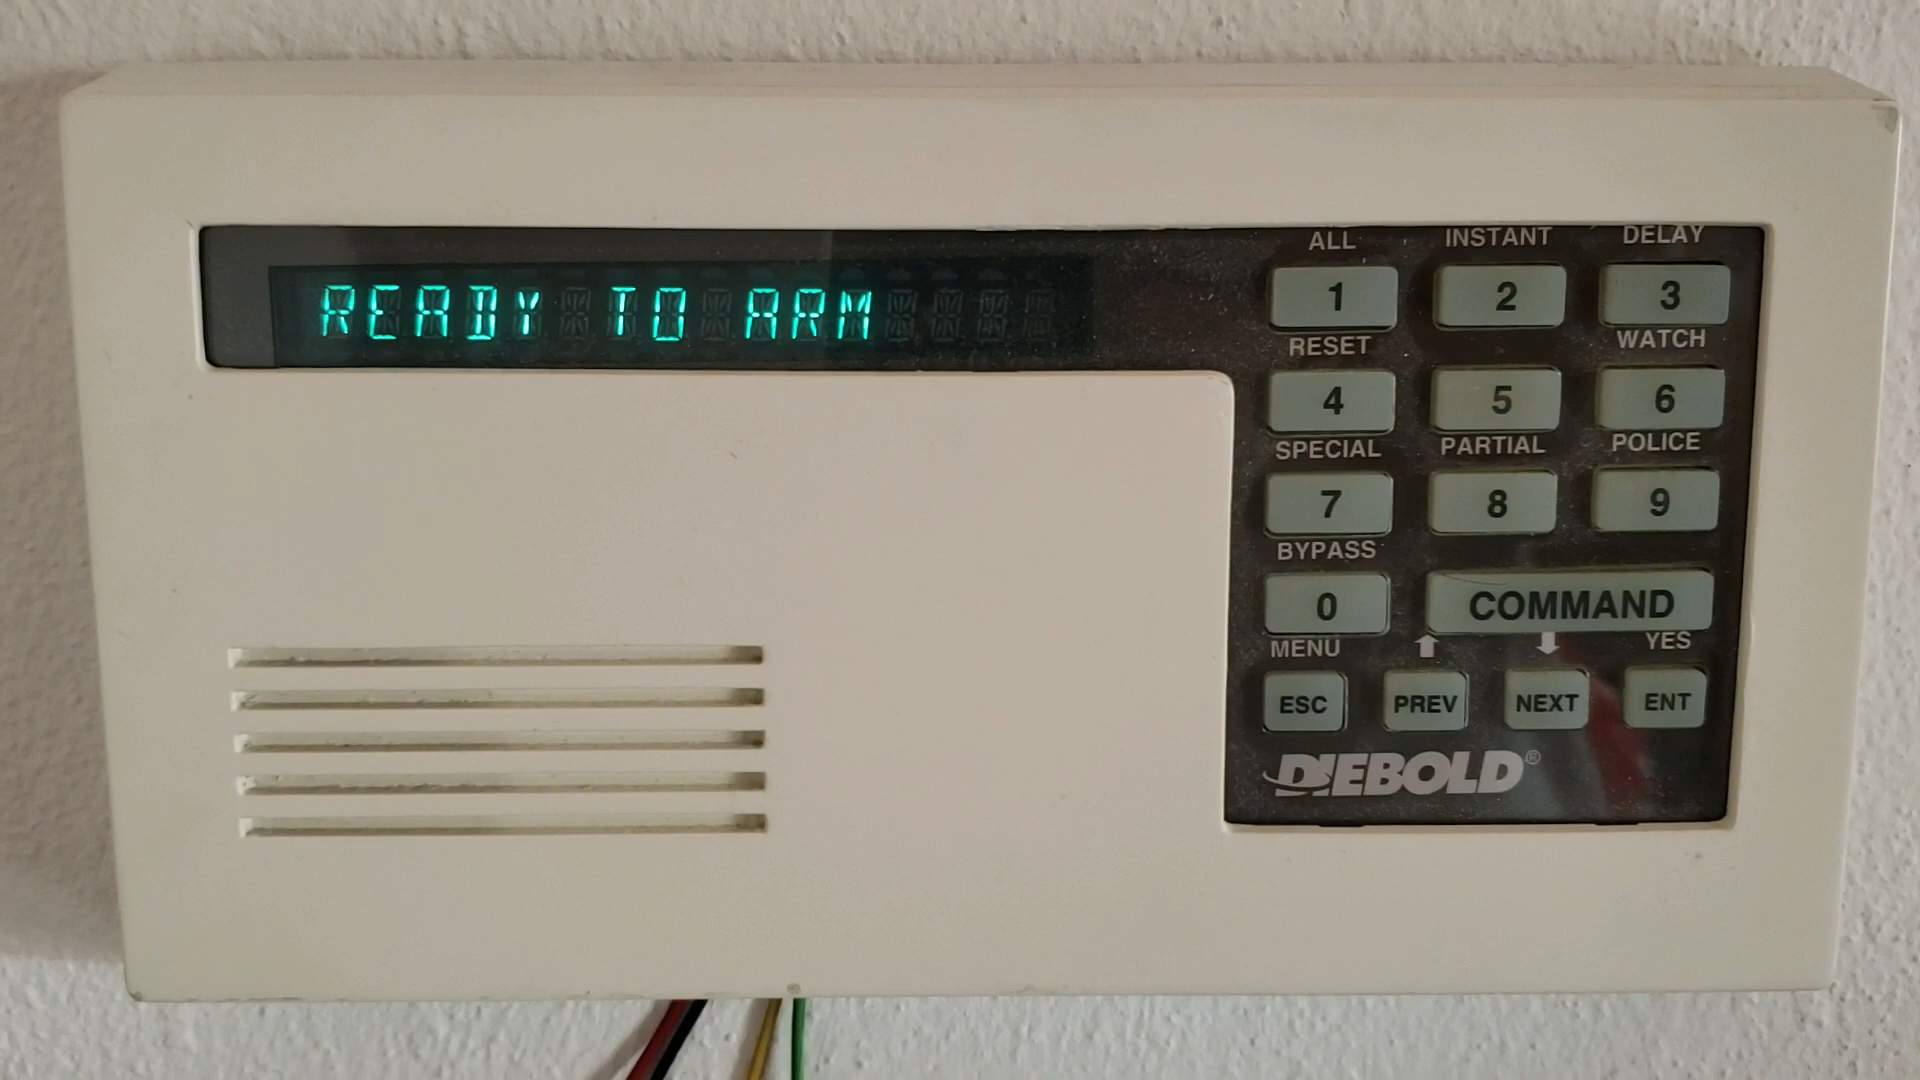 READY TO ARM
ALL INSTANT DELAY
1 2 3
RESET WATCH
4 5 6
SPECIAL PARTIAL POLICE
7 8 9
BYPASS
0 COMMAND
MENU YES
ESC PREV NEXT ENT
DIEBOLD®